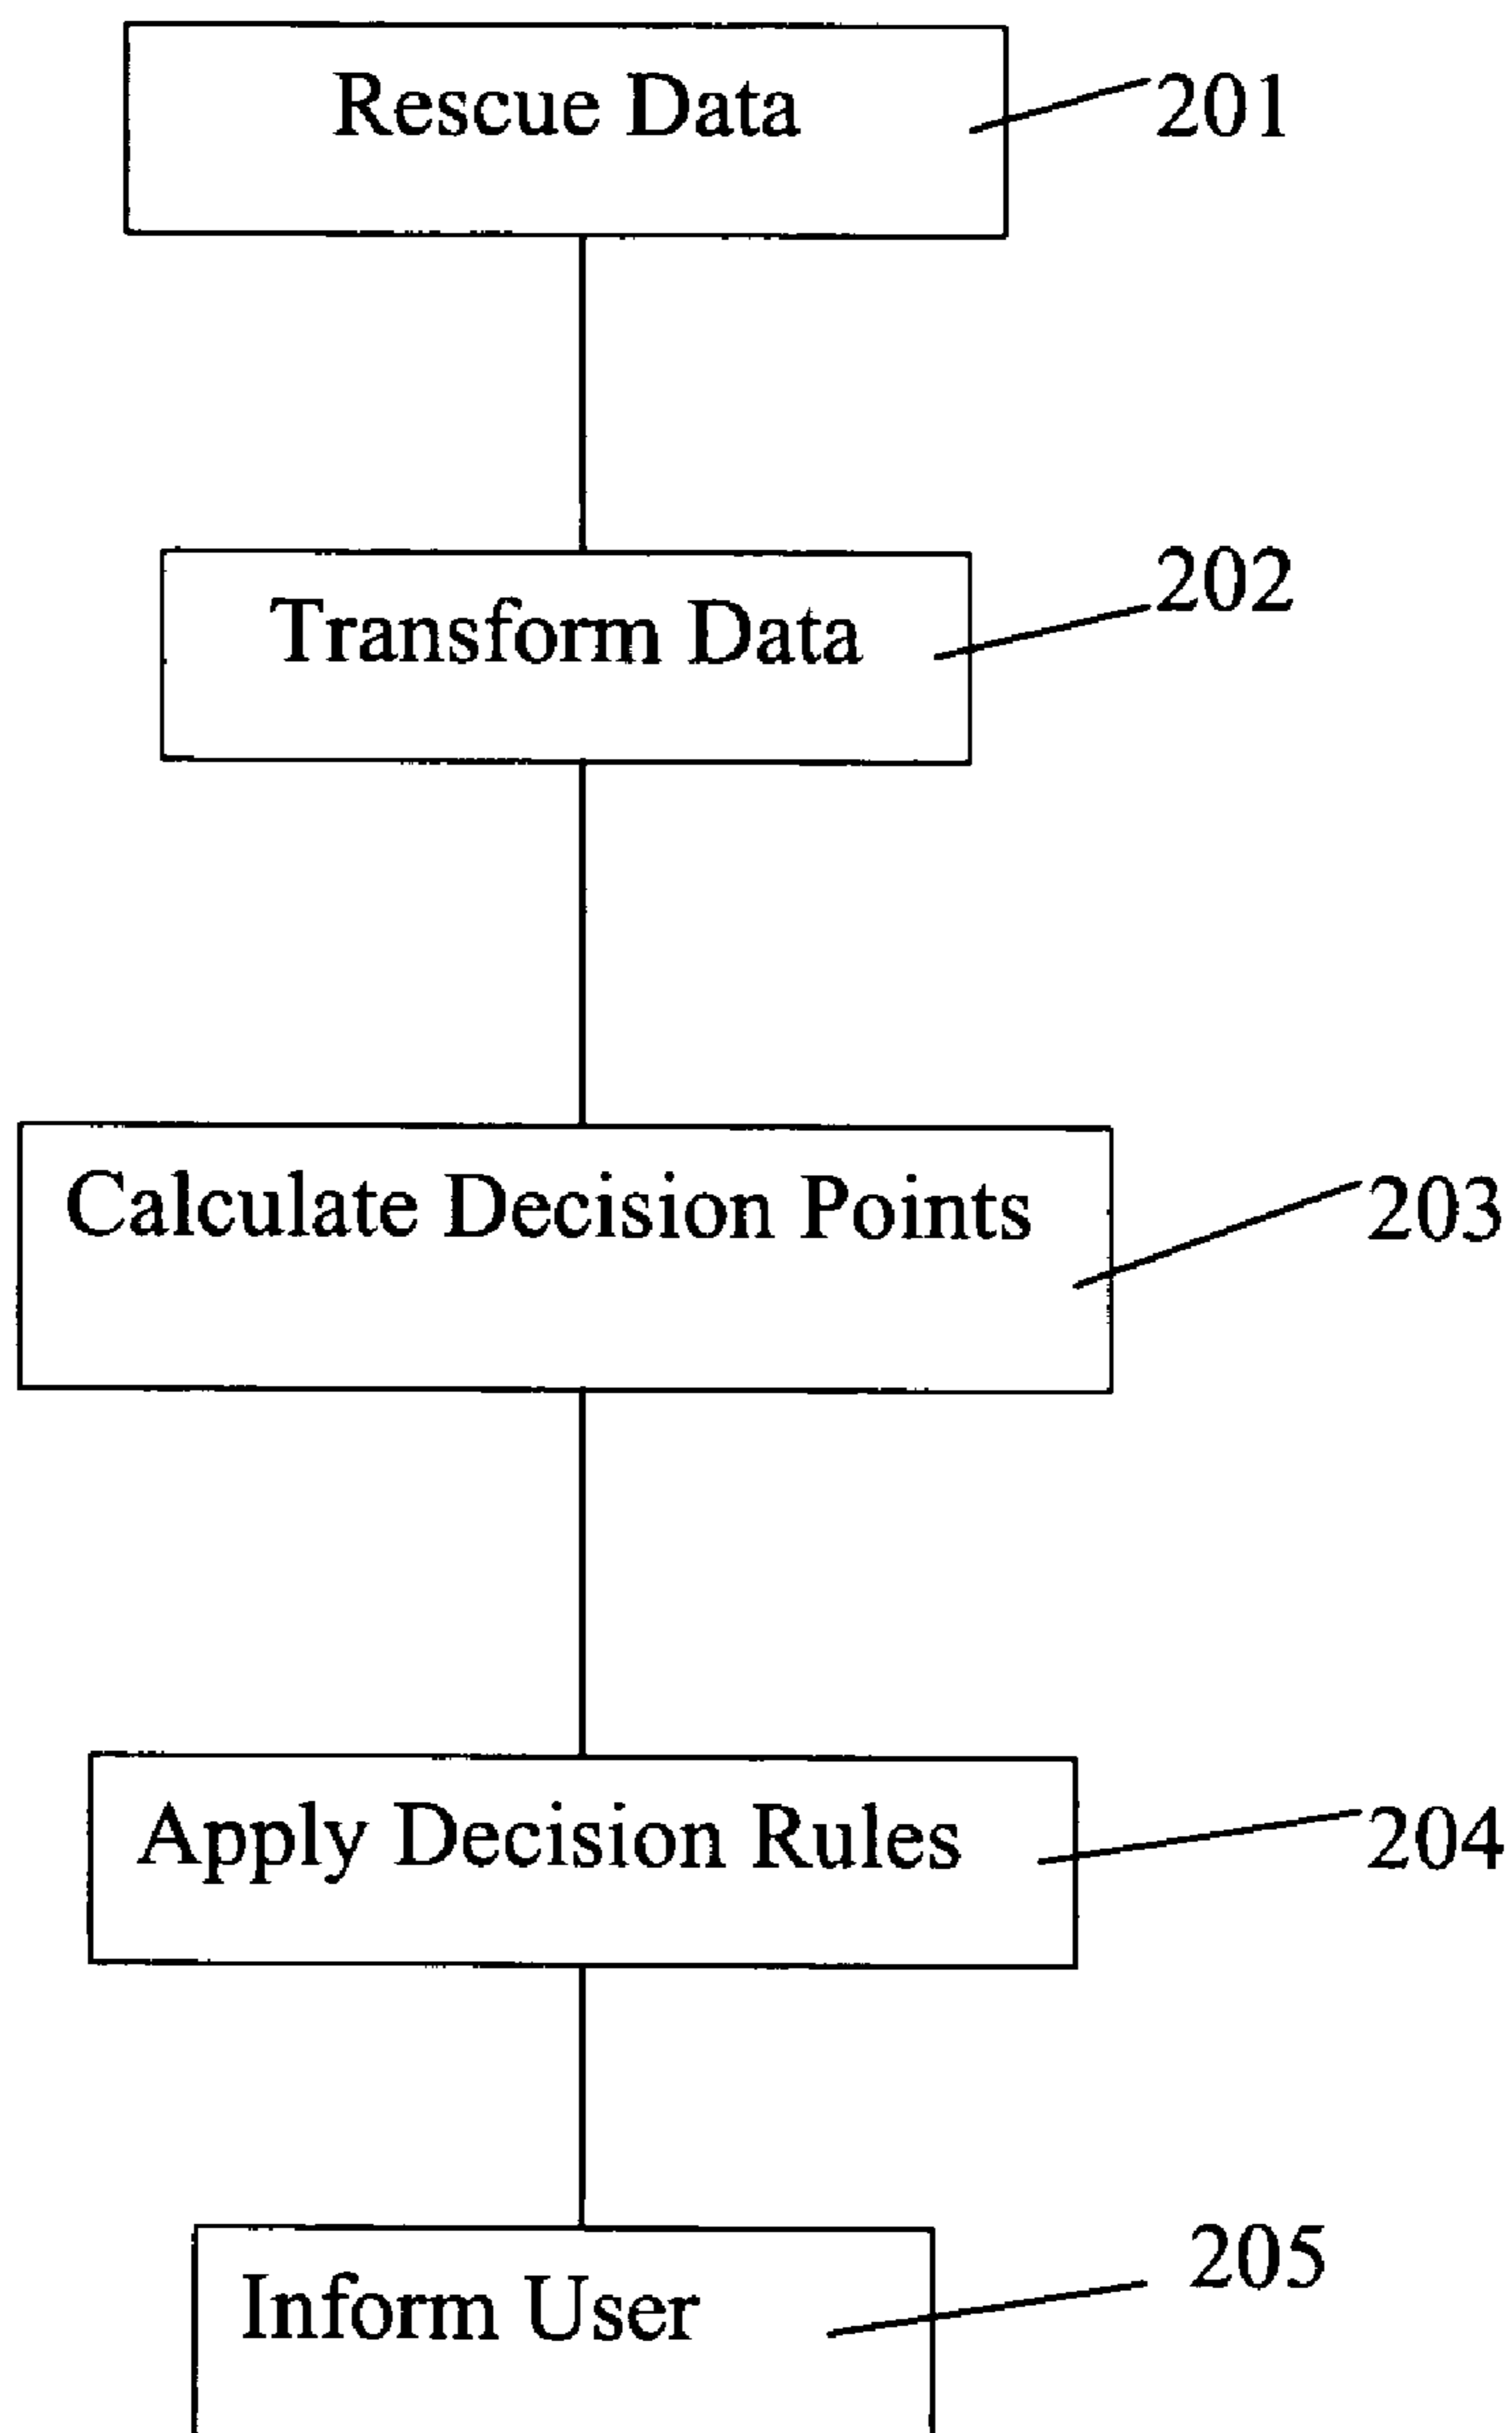 Rescue Data
201
Transform Data
202
Calculate Decision Points
203
Apply Decision Rules
204
Inform User
205